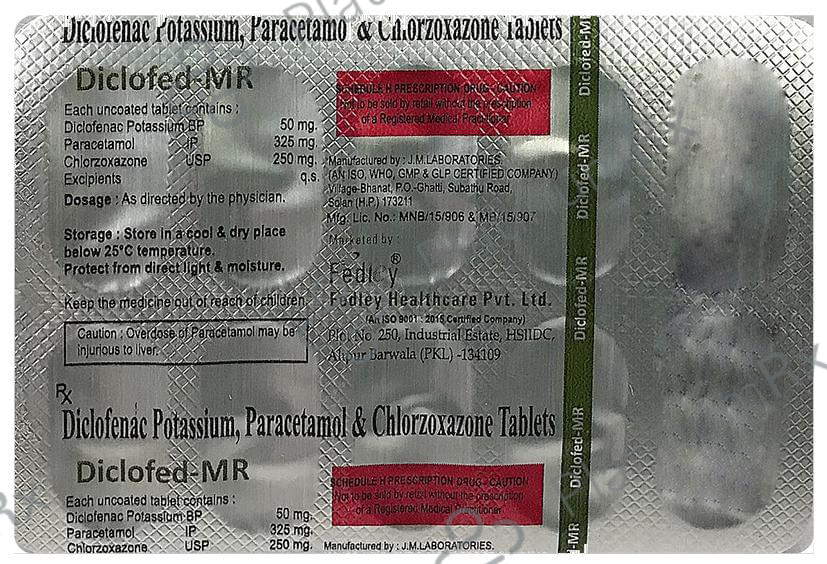 Diclofenac Potassium, Paracetamol & Chlorzoxazone Tablets
Diclofed-MR
Each uncoated tablet contains :
Diclofenac Potassium BP 50 mg.
Paracetamol IP 325 mg.
Chlorzoxazone USP 250 mg.
Excipients q.s.
Dosage : As directed by the physician.
Storage : Store in a cool & dry place
below 25°C temperature.
Protect from direct light & moisture.
Keep the medicine out of reach of children.
Caution : Overdose of Paracetamol may be
injurious to liver.
SCHEDULE H PRESCRIPTION DRUG - CAUTION
Not to be sold by retail without the prescription
of a Registered Medical Practitioner
Manufactured by : J.M.LABORATORIES.
(AN ISO, WHO, GMP & GLP CERTIFIED COMPANY)
Village-Bhanat, P.O.-Ghatti, Subathu Road,
Solan (H.P.) 173211
Mfg. Lic. No.: MNB/15/906 & MB/15/907
Marketed by :
Fedley®
Fedley Healthcare Pvt. Ltd.
(An ISO 9001 : 2015 Certified Company)
Plot No. 250, Industrial Estate, HSIIDC,
Alipur Barwala (PKL) -134109
Rx
Diclofenac Potassium, Paracetamol & Chlorzoxazone Tablets
Diclofed-MR
Each uncoated tablet contains :
Diclofenac Potassium BP 50 mg.
Paracetamol IP 325 mg.
Chlorzoxazone USP 250 mg.
SCHEDULE H PRESCRIPTION DRUG - CAUTION
Not to be sold by retail without the prescription
of a Registered Medical Practitioner
Manufactured by : J.M.LABORATORIES.
Diclofed-M
Diclofed-MR
Diclofed-MR
Diclofed-MR
-MR